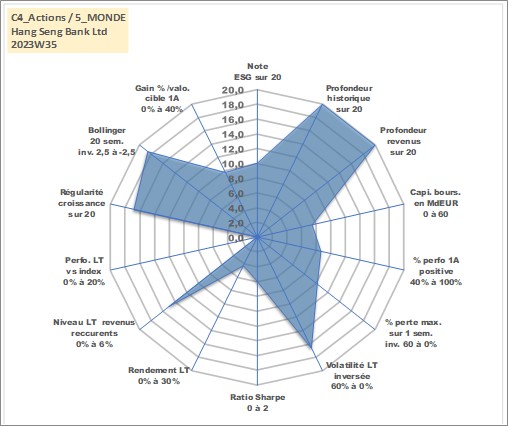 C4_Actions / 5_MONDE
Hang Seng Bank Ltd
2023W35
Note
ESG sur 20
Profondeur
historique
sur 20
Profondeur
revenus
sur 20
Capi. bours.
en MdEUR
0 à 60
% perfo 1A
positive
40% à 100%
% perte max.
sur 1 sem.
inv. 60 à 0%
Volatilité LT
inversée
60% à 0%
Ratio Sharpe
0 à 2
Rendement LT
0% à 30%
Niveau LT revenus
reccurents
0% à 6%
Perfo. LT
vs index
0% à 20%
Régularité
croissance
sur 20
Bollinger
20 sem.
inv. 2,5 à -2,5
Gain % /valo.
cible 1A
0% à 40%
20,0
18,0
16,0
14,0
12,0
10,0
8,0
6,0
4,0
2,0
0,0